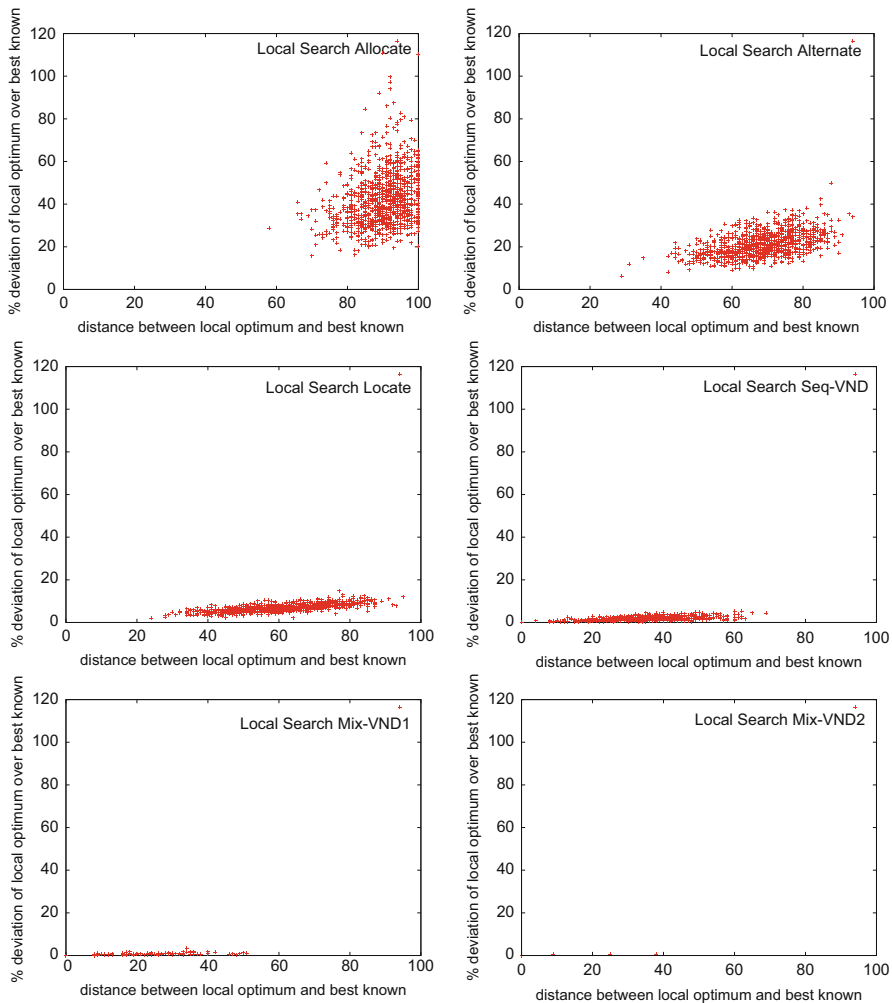 Local Search Allocate
% deviation of local optimum over best known
120
100
80
60
40
20
0
0 20 40 60 80 100
distance between local optimum and best known
Local Search Alternate
% deviation of local optimum over best known
120
100
80
60
40
20
0
0 20 40 60 80 100
distance between local optimum and best known
Local Search Locate
% deviation of local optimum over best known
120
100
80
60
40
20
0
0 20 40 60 80 100
distance between local optimum and best known
Local Search Seq-VND
% deviation of local optimum over best known
120
100
80
60
40
20
0
0 20 40 60 80 100
distance between local optimum and best known
Local Search Mix-VND1
% deviation of local optimum over best known
120
100
80
60
40
20
0
0 20 40 60 80 100
distance between local optimum and best known
Local Search Mix-VND2
% deviation of local optimum over best known
120
100
80
60
40
20
0
0 20 40 60 80 100
distance between local optimum and best known